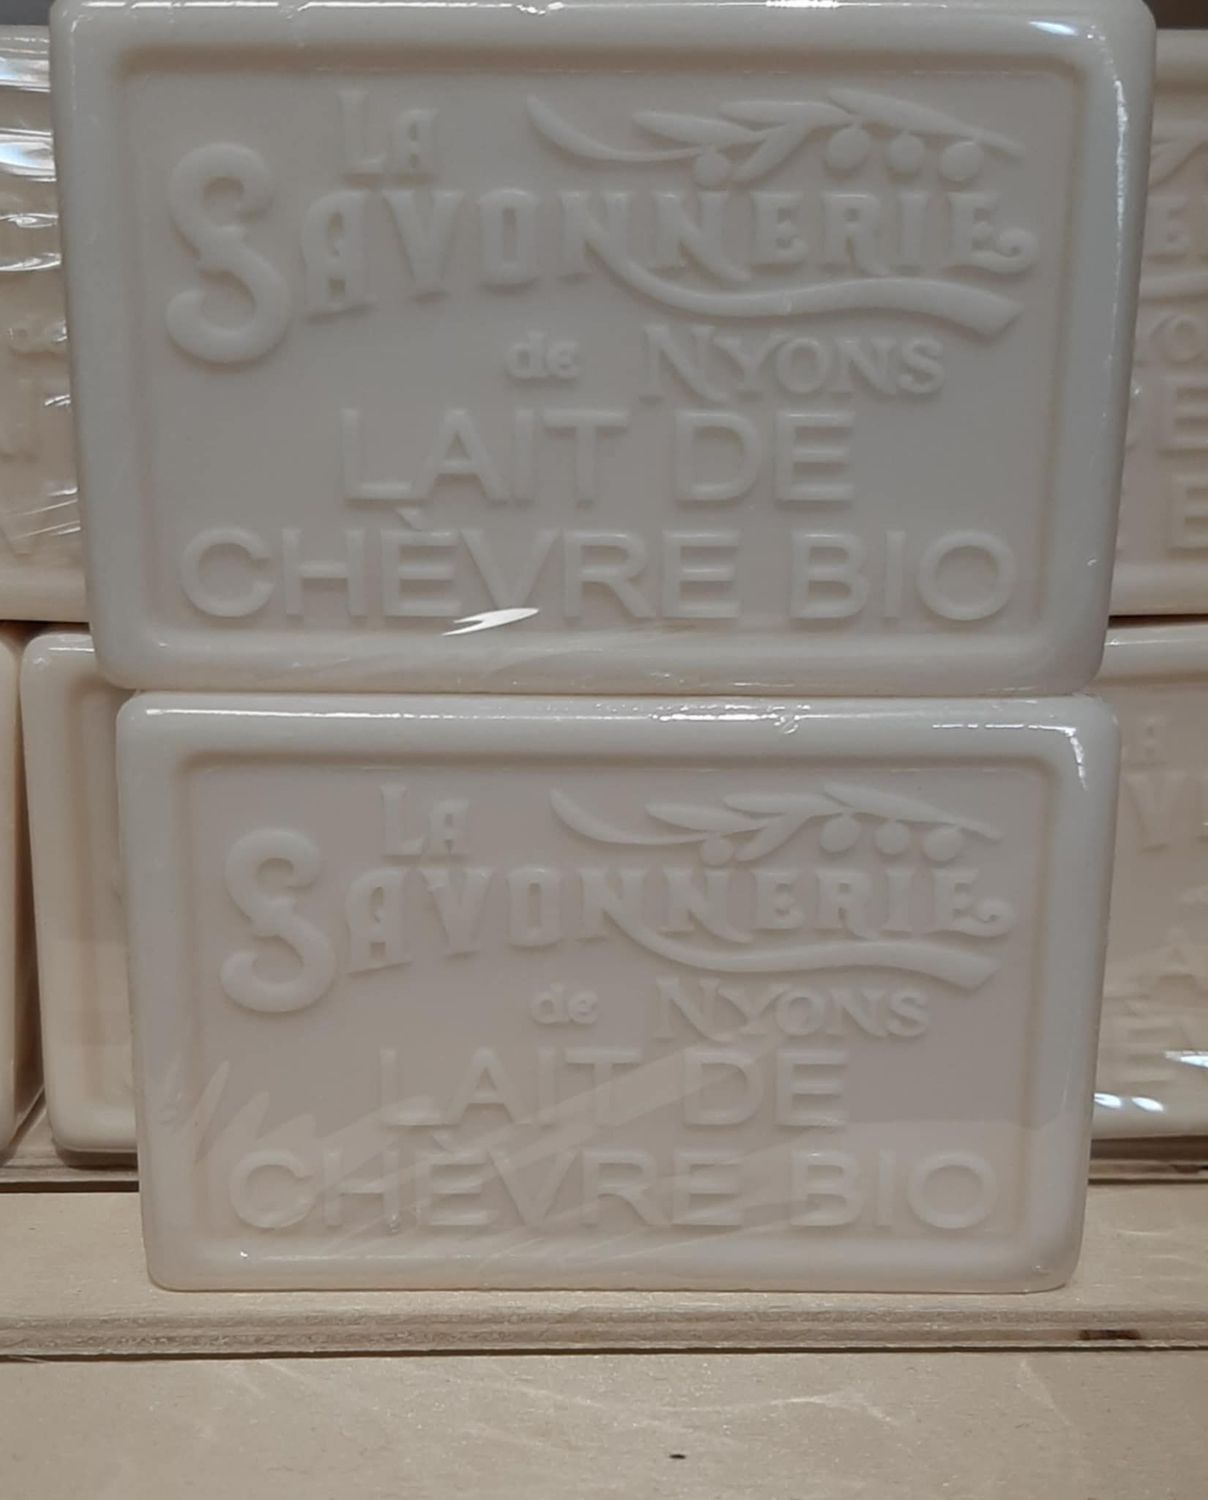 LA
SAVONNERIE
de NYONS
LAIT DE
CHÈVRE BIO
LA
SAVONNERIE
de NYONS
LAIT DE
CHÈVRE BIO